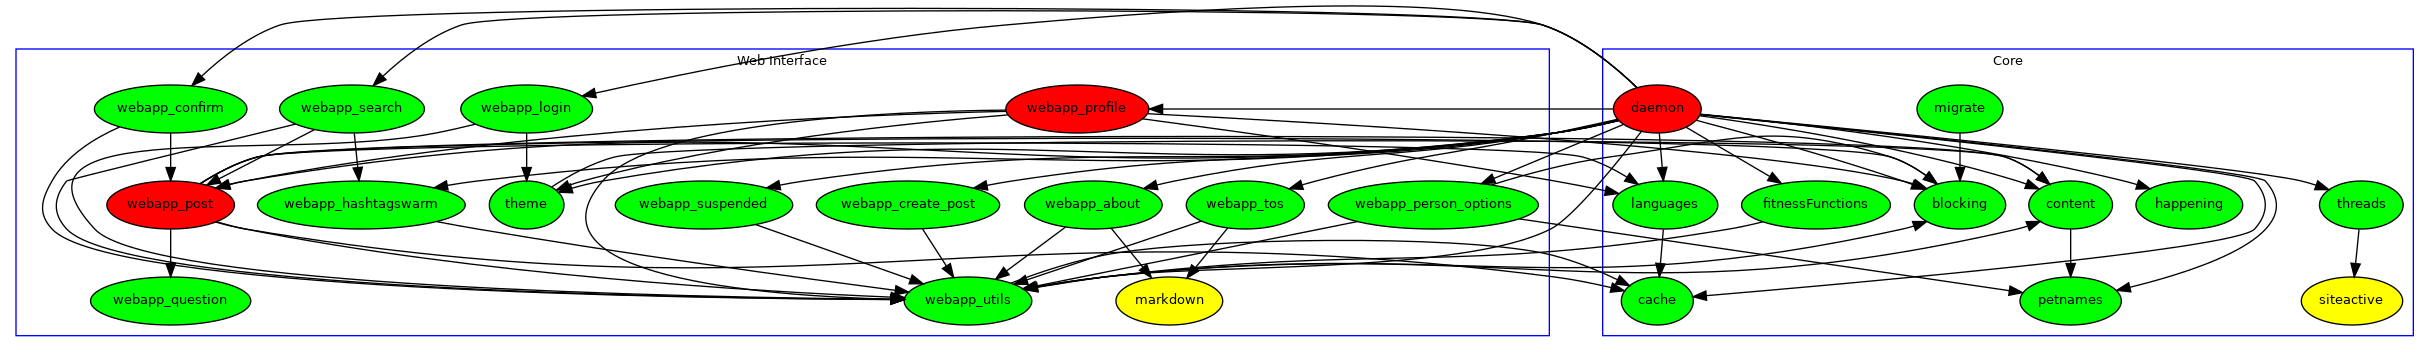 Web Interface
Core
webapp_confirm
webapp_search
webapp_login
webapp_profile
daemon
migrate
webapp_post
webapp_hashtagswarm
theme
webapp_suspended
webapp_create_post
webapp_about
webapp_tos
webapp_person_options
languages
fitnessFunctions
blocking
content
happening
threads
webapp_question
webapp_utils
markdown
cache
petnames
siteactive